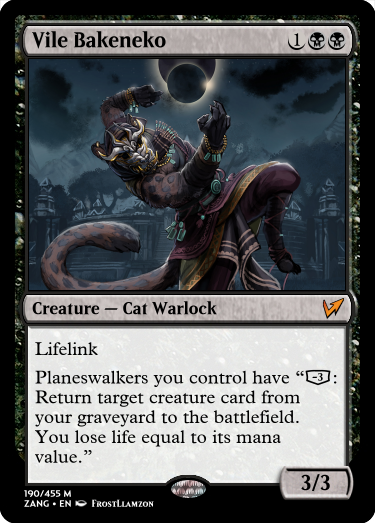 Vile Bakeneko 1
Creature — Cat Warlock
Lifelink
Planeswalkers you control have “-3:
Return target creature card from
your graveyard to the battlefield.
You lose life equal to its mana
value.”
3/3
190/455 M
ZANG • EN FrostLlamzon